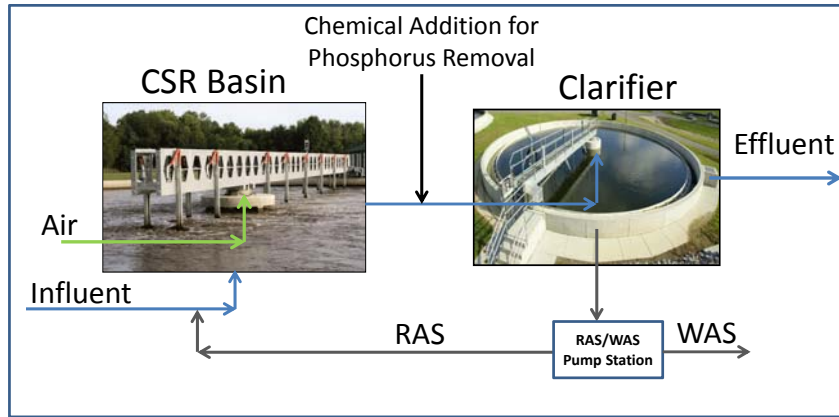 Chemical Addition for
Phosphorus Removal
CSR Basin
Clarifier
Effluent
Air
Influent
RAS
RAS/WAS
Pump Station
WAS